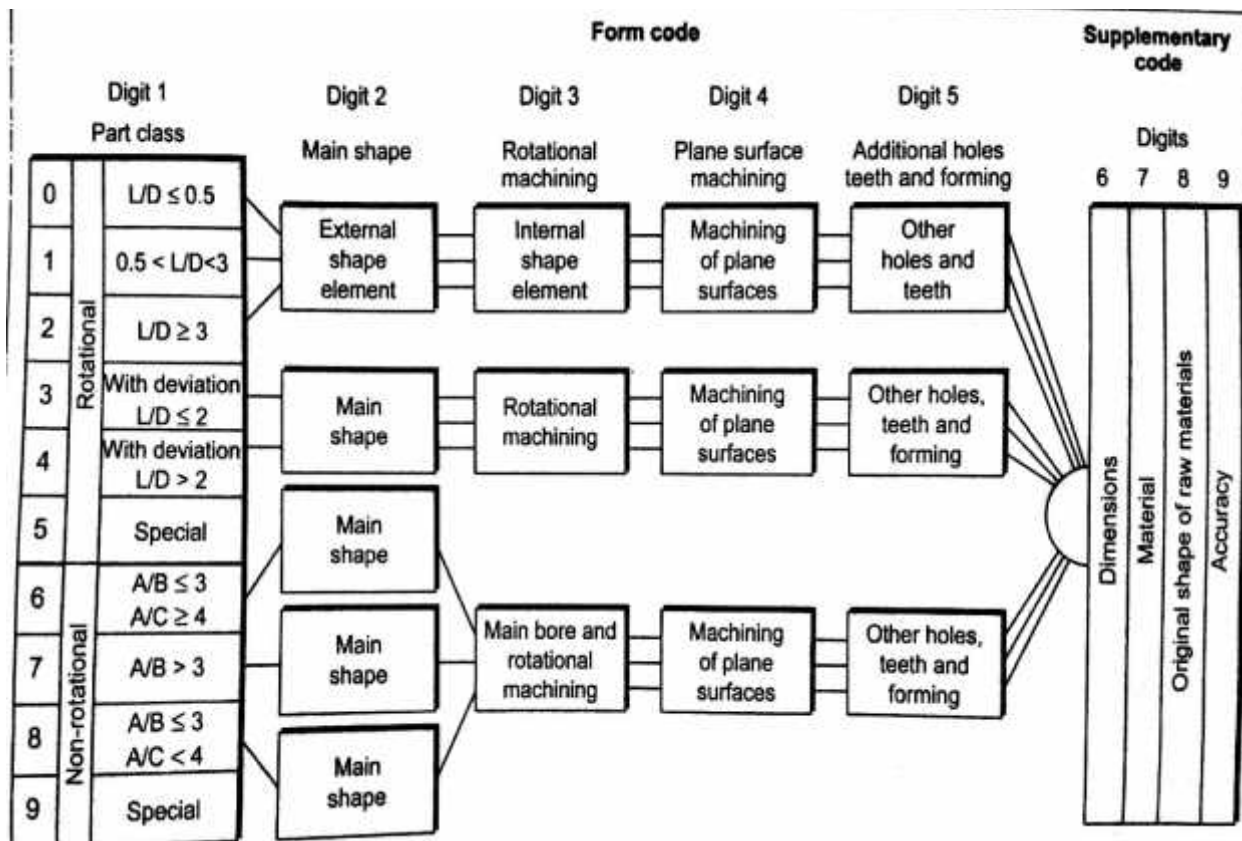 Form code
Supplementary
code
Digit 1
Digit 2
Digit 3
Digit 4
Digit 5
Digits
Part class
Main shape
Rotational
machining
Plane surface
machining
Additional holes
teeth and forming
6 7 8 9
0
L/D ≤ 0.5
1
0.5 < L/D<3
2
L/D ≥ 3
3
With deviation
L/D ≤ 2
4
With deviation
L/D > 2
5
Special
6
A/B ≤ 3
A/C ≥ 4
7
A/B > 3
8
A/B ≤ 3
A/C < 4
9
Special
Rotational
Non-rotational
External
shape
element
Internal
shape
element
Machining
of plane
surfaces
Other
holes and
teeth
Main
shape
Rotational
machining
Machining
of plane
surfaces
Other holes,
teeth and
forming
Main
shape
Main
shape
Main
shape
Main bore and
rotational
machining
Machining
of plane
surfaces
Other holes,
teeth and
forming
Dimensions
Material
Original shape of raw materials
Accuracy